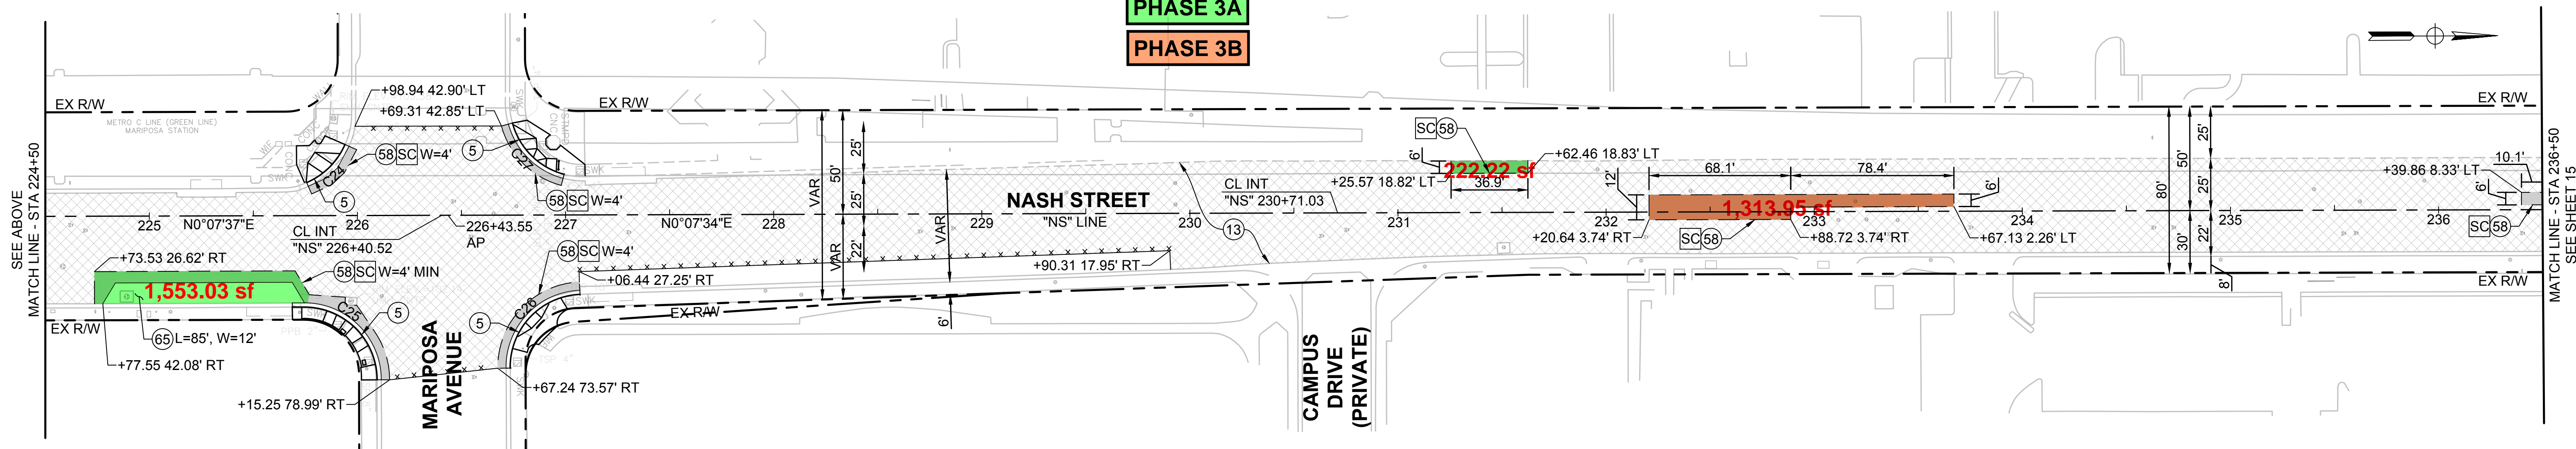 PHASE 3A
PHASE 3B
EX R/W
EX R/W
EX R/W
+98.94 42.90' LT
+69.31 42.85' LT
METRO C LINE (GREEN LINE)
MARIPOSA STATION
SWK
CONC
STMP
SEE ABOVE
MATCH LINE - STA 224+50
5
58 SC W=4'
C24
5
C27
58 SC W=4'
SWK
SWK
VAR
50'
25'
25'
VAR
22'
VAR
NASH STREET
"NS" LINE
CL INT
"NS" 230+71.03
SC 58
6'
222.22 sf
36.9'
+62.46 18.83' LT
+25.57 18.82' LT
12'
68.1'
78.4'
6'
1,313.95 sf
80'
50'
30'
25'
25'
22'
8'
+39.86 8.33' LT
10.1'
6'
SC 58
MATCH LINE - STA 236+50
SEE SHEET 15
225
N0°07'37"E
226
227
N0°07'34"E
228
229
230
231
232
233
234
235
236
CL INT
"NS" 226+40.52
226+43.55
AP
+20.64 3.74' RT
SC 58
+88.72 3.74' RT
+67.13 2.26' LT
13
+73.53 26.62' RT
58 SC W=4' MIN
58 SC W=4'
1,553.03 sf
+06.44 27.25' RT
+90.31 17.95' RT
C25
5
C26
5
SWK
SWK
EX R/W
EX R/W
EX R/W
6'
65 L=85', W=12'
+77.55 42.08' RT
+15.25 78.99' RT
+67.24 73.57' RT
MARIPOSA
AVENUE
CAMPUS
DRIVE
(PRIVATE)